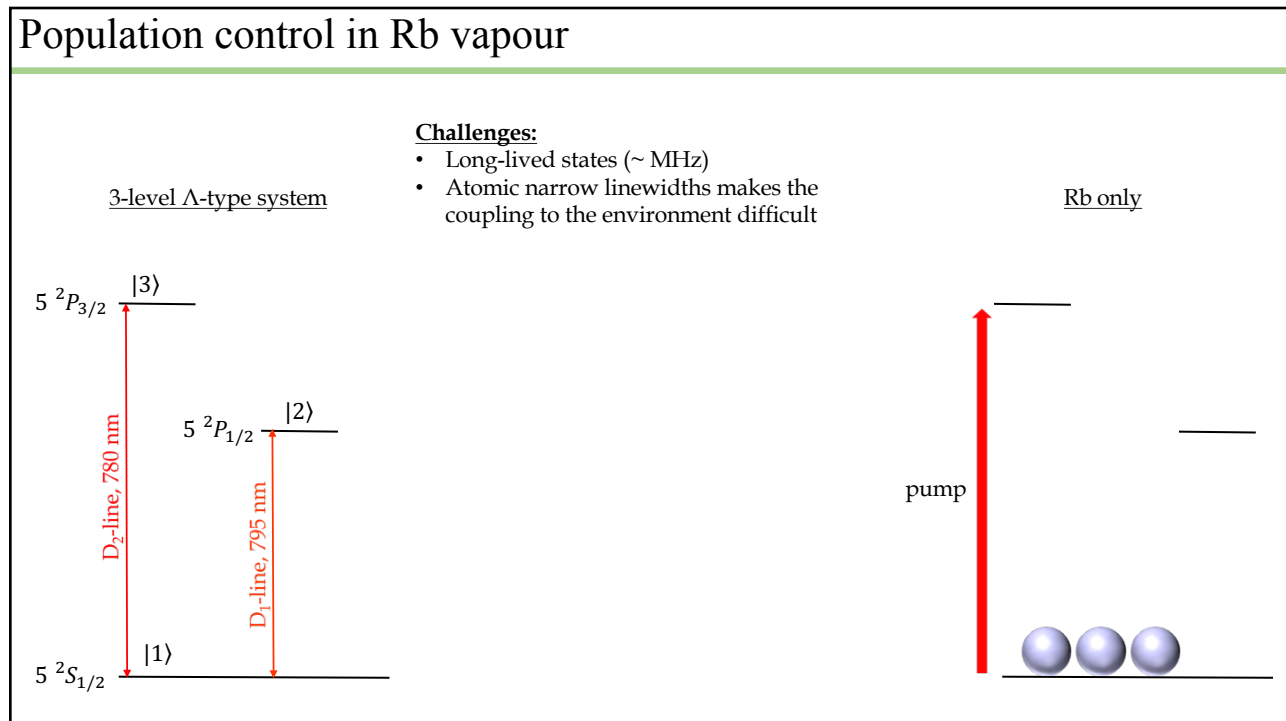 Population control in Rb vapour
Challenges:
• Long-lived states (~ MHz)
• Atomic narrow linewidths makes the
coupling to the environment difficult
3-level Λ-type system
Rb only
|3⟩
5 ²P₃/₂
|2⟩
5 ²P₁/₂
D₂-line, 780 nm
D₁-line, 795 nm
pump
|1⟩
5 ²S₁/₂